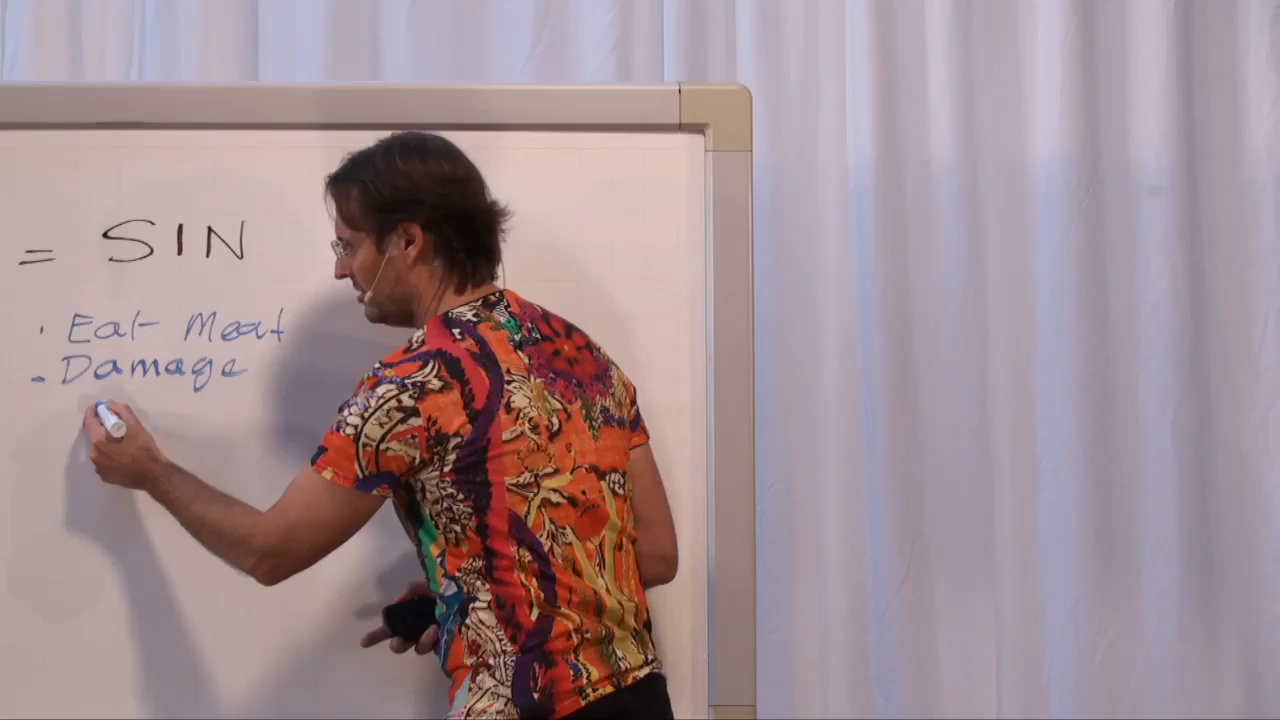 = SIN
· Eat Meat
. Damage